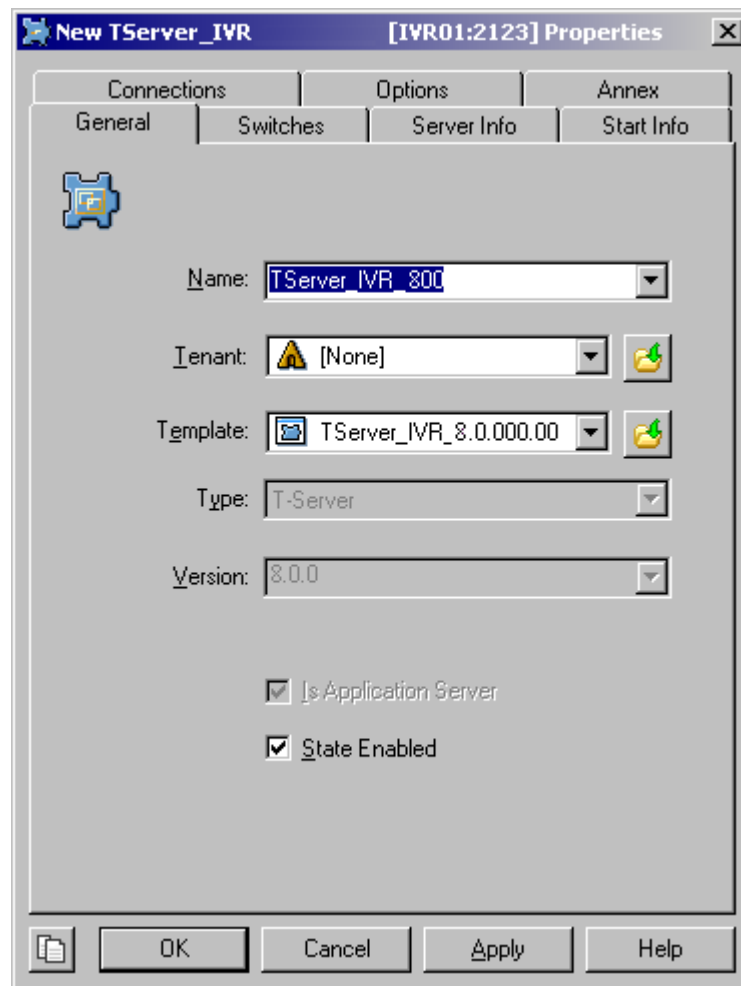 New TServer_IVR [IVR01:2123] Properties
Connections Options Annex
General Switches Server Info Start Info
Name: TServer_IVR_800
Tenant: [None]
Template: TServer_IVR_8.0.000.00
Type: T-Server
Version: 8.0.0
Is Application Server
State Enabled
OK Cancel Apply Help